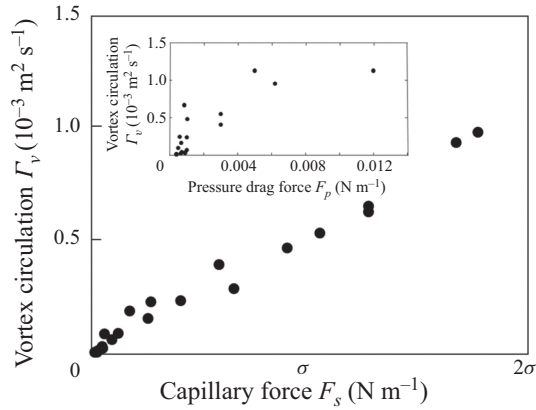 1.5
1.0
0.5
0
σ
2σ
Vortex circulation Γᵥ (10⁻³ m² s⁻¹)
Capillary force Fₛ (N m⁻¹)
1.5
1.0
0.5
0
0.004
0.008
0.012
Vortex circulation
Γᵥ (10⁻³ m² s⁻¹)
Pressure drag force Fₚ (N m⁻¹)